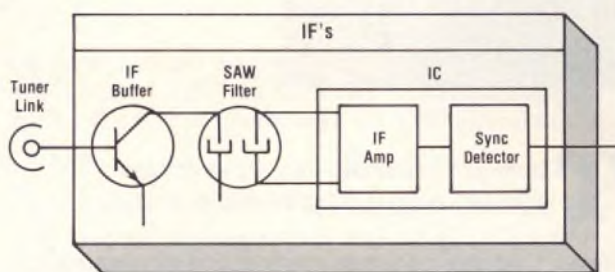 IF's
Tuner
Link
IF
Buffer
SAW
Filter
IC
IF
Amp
Sync
Detector